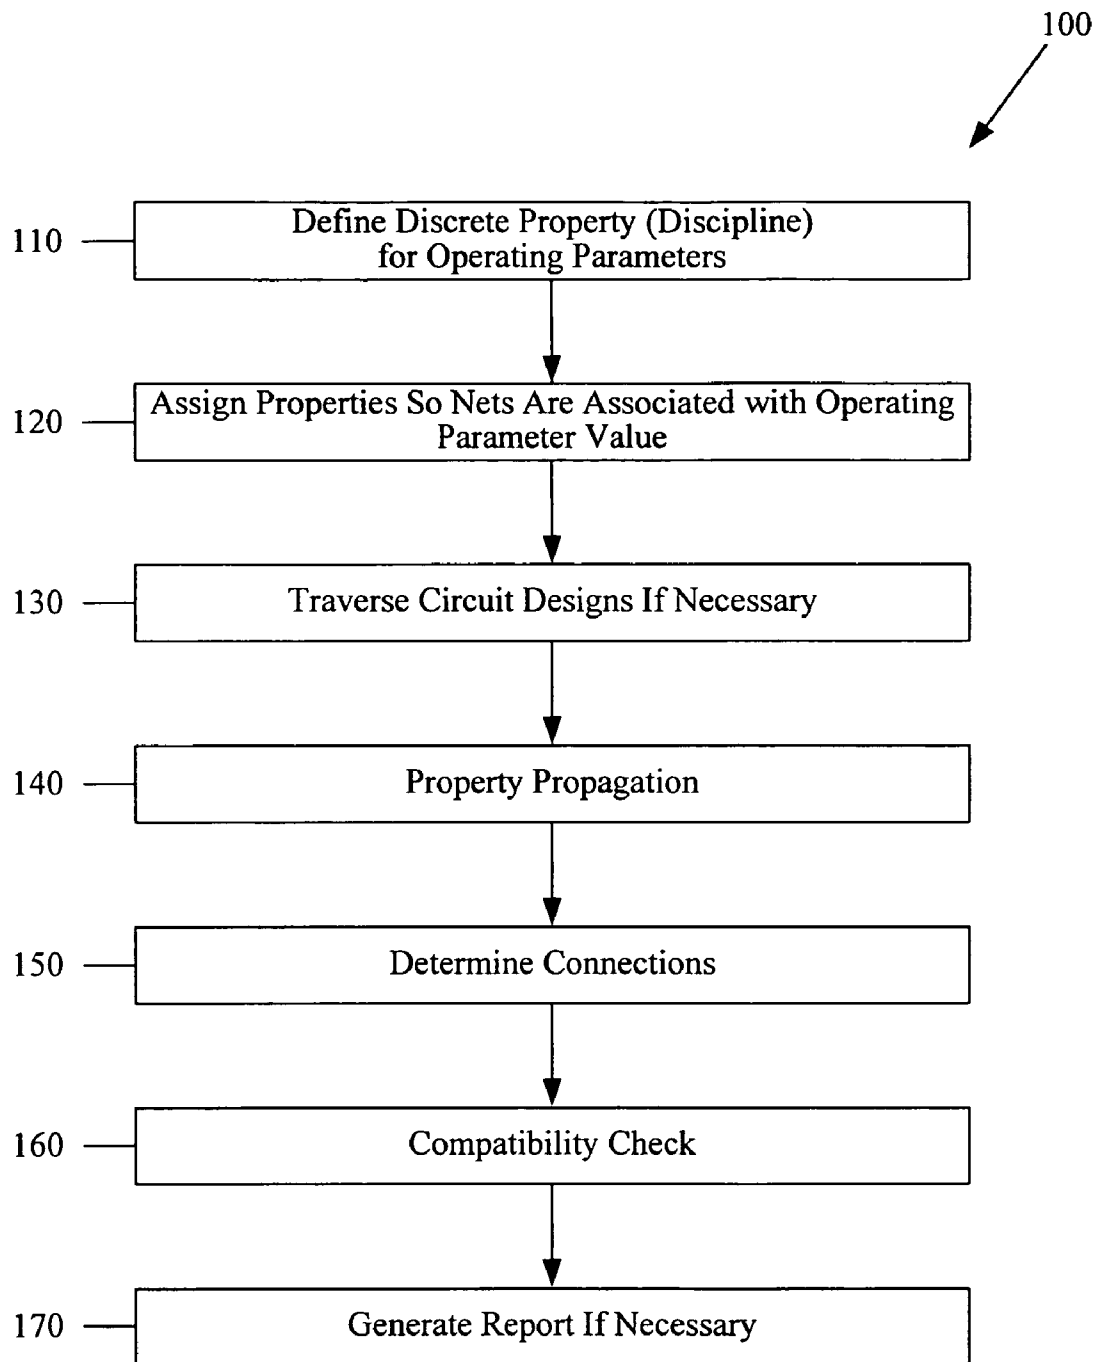 100
110
Define Discrete Property (Discipline)
for Operating Parameters
120
Assign Properties So Nets Are Associated with Operating
Parameter Value
130
Traverse Circuit Designs If Necessary
140
Property Propagation
150
Determine Connections
160
Compatibility Check
170
Generate Report If Necessary